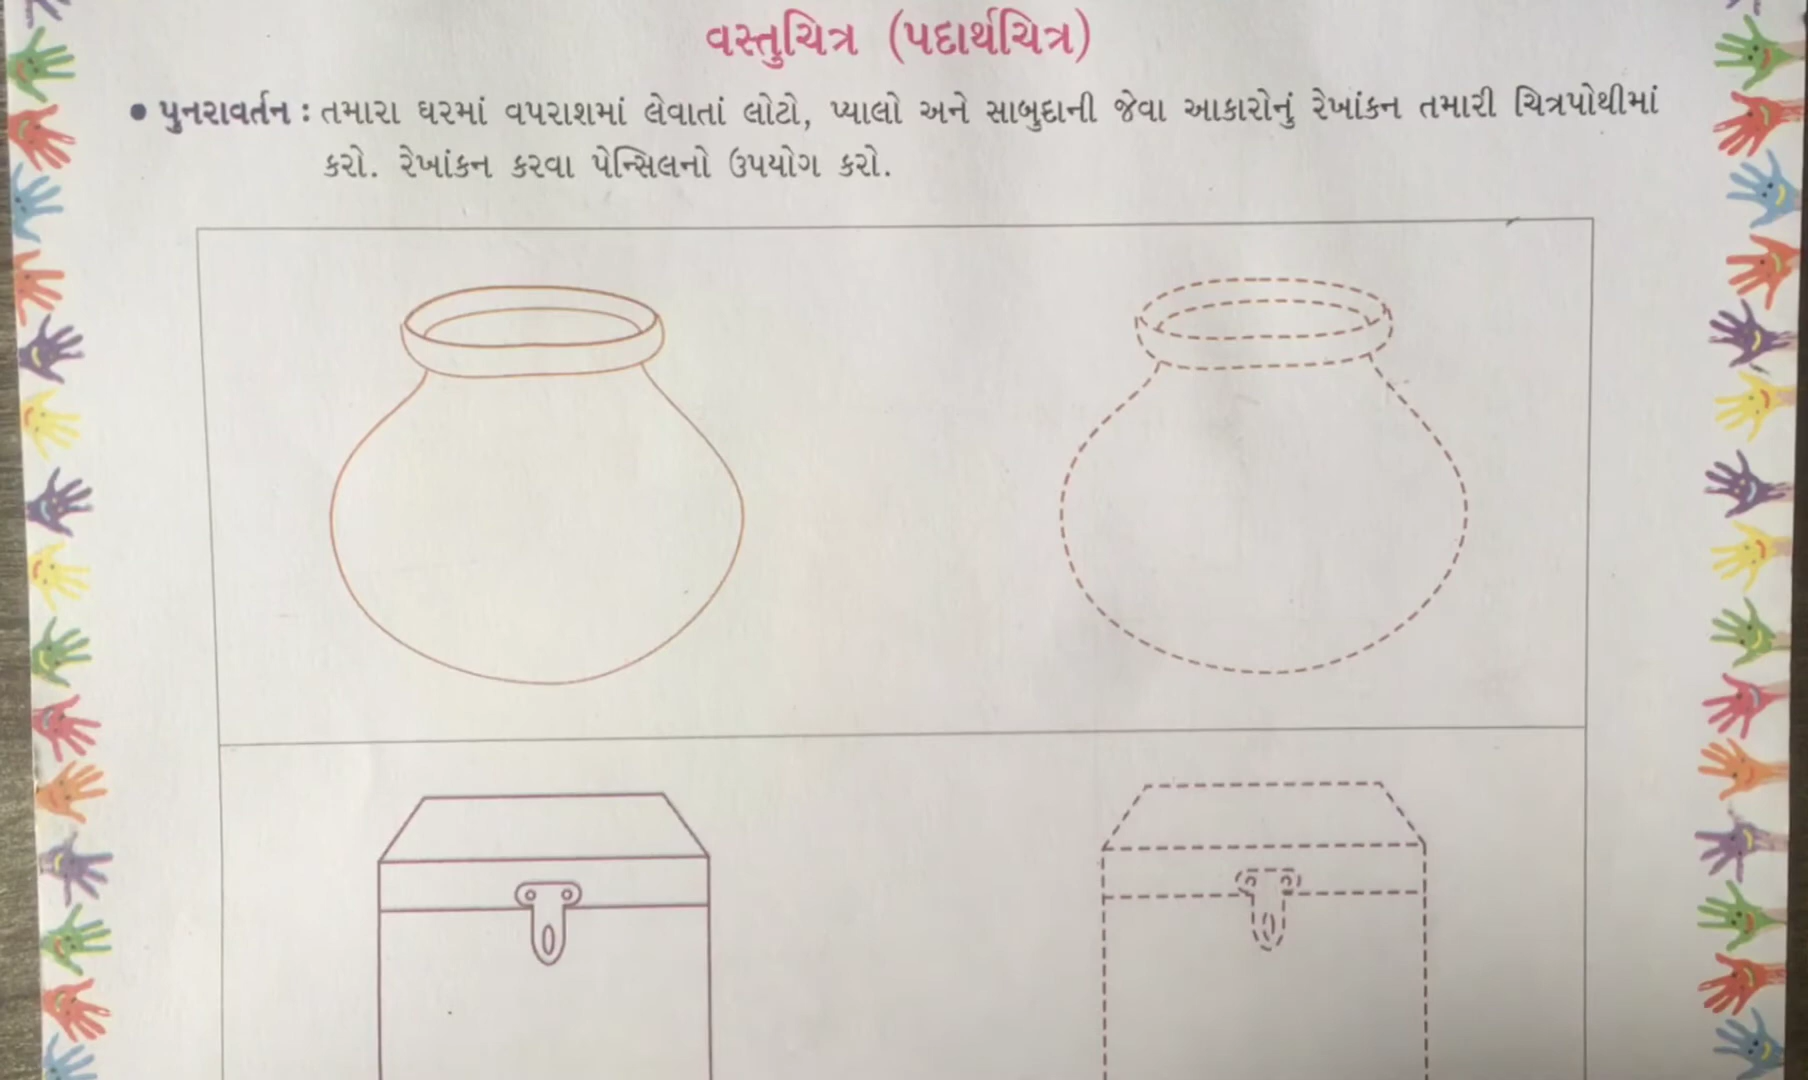 વસ્તુચિત્ર (પદાર્થચિત્ર)
• પુનરાવર્તન : તમારા ઘરમાં વપરાશમાં લેવાતાં લોટો, પ્યાલો અને સાબુદાની જેવા આકારોનું રેખાંકન તમારી ચિત્રપોથીમાં
કરો. રેખાંકન કરવા પેન્સિલનો ઉપયોગ કરો.